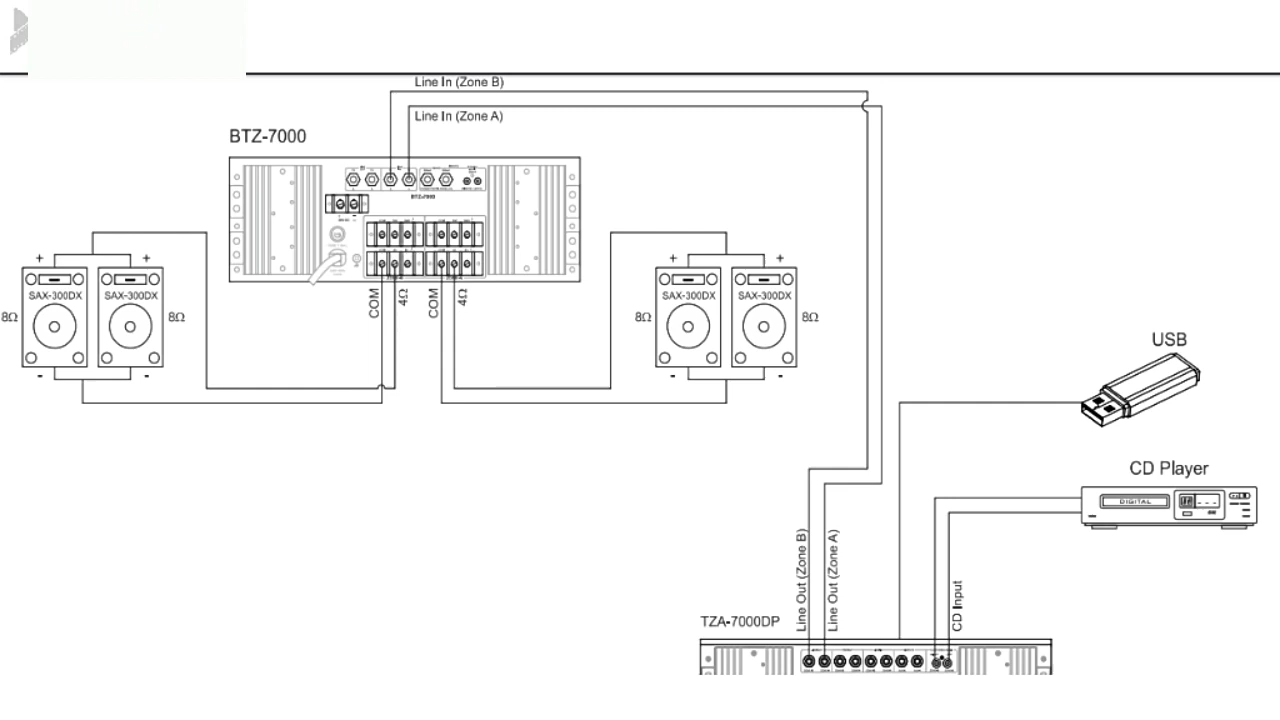 Line In (Zone B)
Line In (Zone A)
BTZ-7000
BTZ-7000
+
+
SAX-300DX
SAX-300DX
8Ω
8Ω
-
-
COM
4Ω
COM
4Ω
+
+
SAX-300DX
SAX-300DX
8Ω
8Ω
-
-
USB
CD Player
DIGITAL
Line Out (Zone B)
Line Out (Zone A)
CD Input
TZA-7000DP